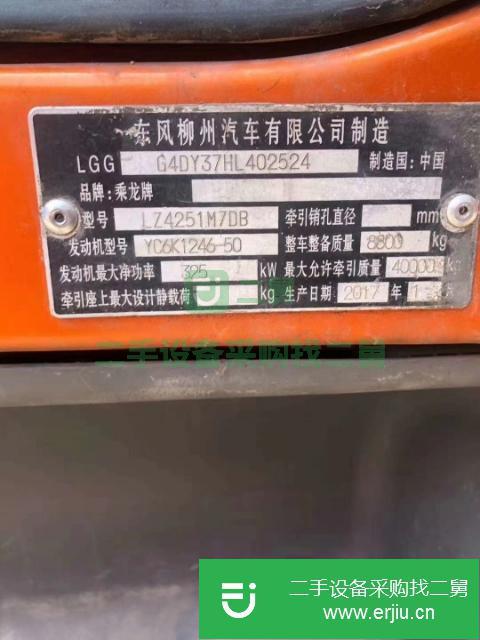 东风柳州汽车有限公司制造
LGG G4DY37HL402524 制造国：中国
品牌：乘龙牌
型号 LZ4251M7DB 牵引销孔直径 mm
发动机型号 YC6K1246-50 整车整备质量 8800 kg
发动机最大净功率 325 kW 最大允许牵引质量 40000 kg
牵引座上最大设计静载荷 kg 生产日期 2017 年 1
二手设备采购找二舅
二手设备采购找二舅
www.erjiu.cn